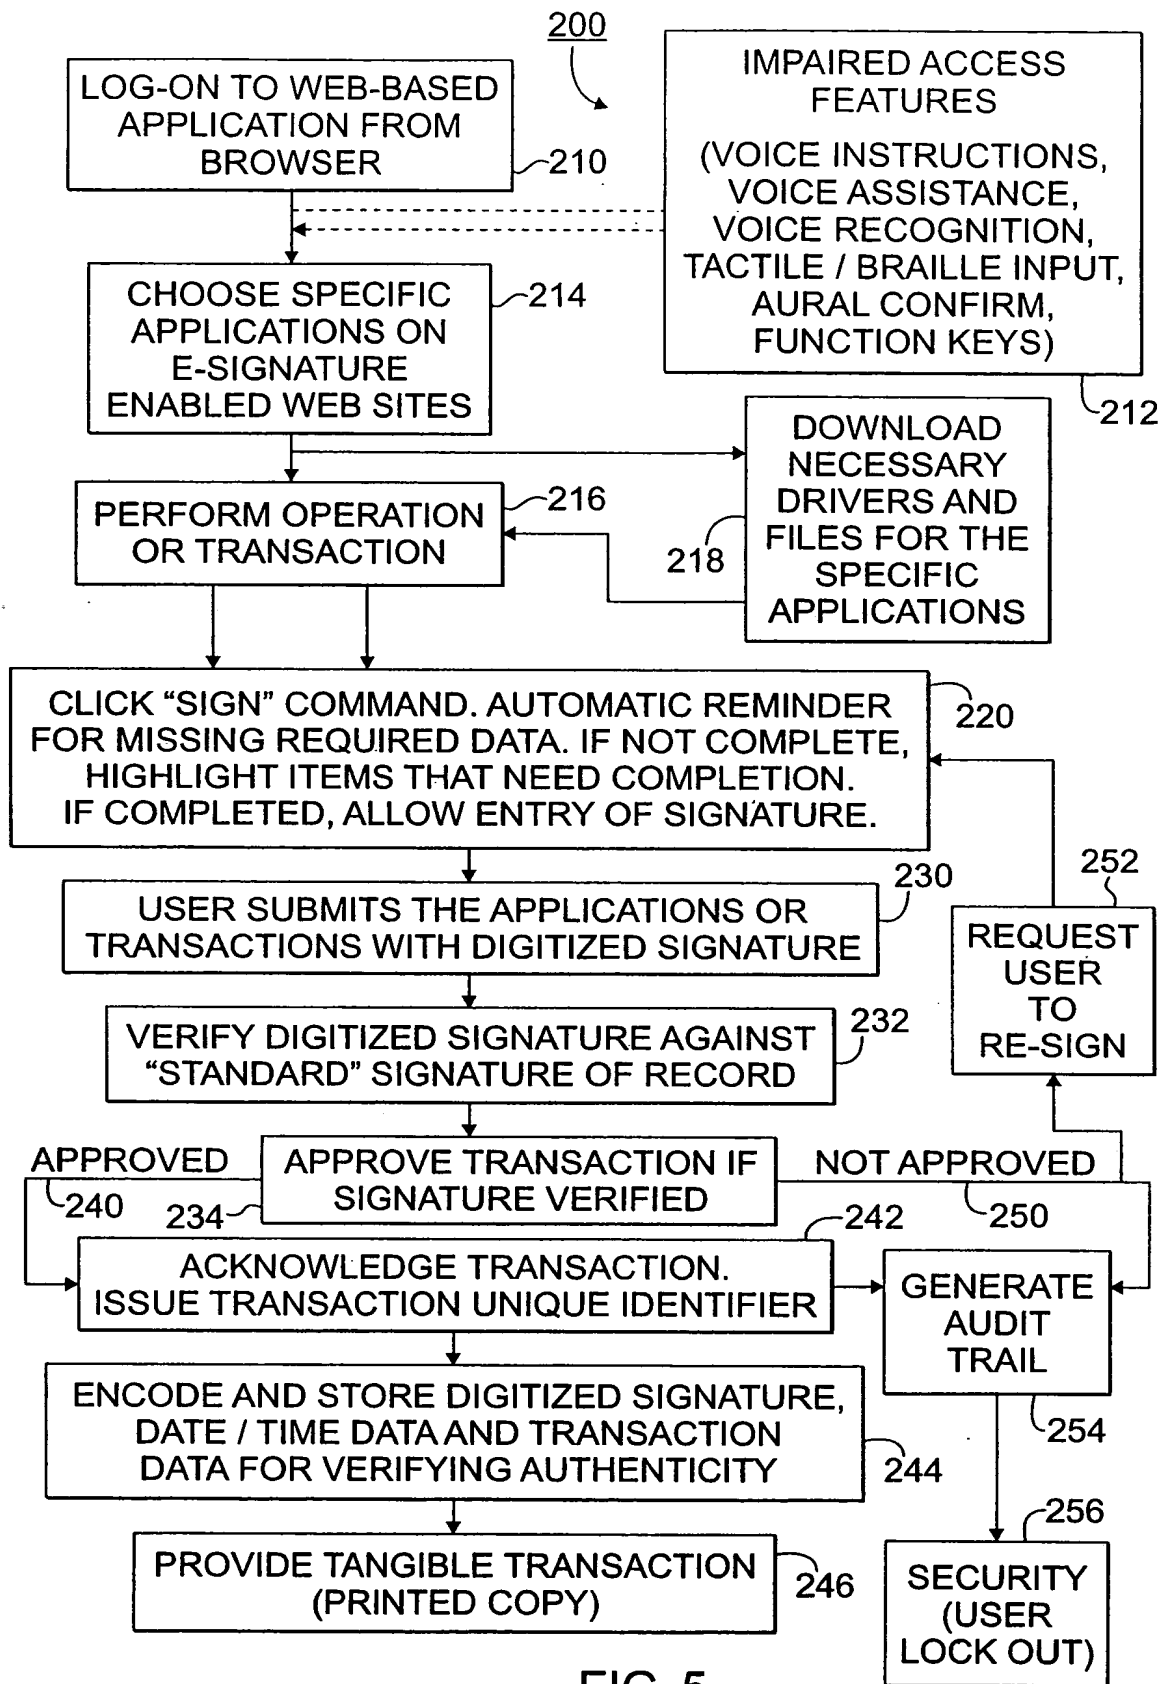 200
LOG-ON TO WEB-BASED
APPLICATION FROM
BROWSER
210
IMPAIRED ACCESS
FEATURES
(VOICE INSTRUCTIONS,
VOICE ASSISTANCE,
VOICE RECOGNITION,
TACTILE / BRAILLE INPUT,
AURAL CONFIRM,
FUNCTION KEYS)
212
CHOOSE SPECIFIC
APPLICATIONS ON
E-SIGNATURE
ENABLED WEB SITES
214
PERFORM OPERATION
OR TRANSACTION
216
DOWNLOAD
NECESSARY
DRIVERS AND
FILES FOR THE
SPECIFIC
APPLICATIONS
218
CLICK “SIGN” COMMAND. AUTOMATIC REMINDER
FOR MISSING REQUIRED DATA. IF NOT COMPLETE,
HIGHLIGHT ITEMS THAT NEED COMPLETION.
IF COMPLETED, ALLOW ENTRY OF SIGNATURE.
220
USER SUBMITS THE APPLICATIONS OR
TRANSACTIONS WITH DIGITIZED SIGNATURE
230
252
REQUEST
USER
TO
RE-SIGN
VERIFY DIGITIZED SIGNATURE AGAINST
“STANDARD” SIGNATURE OF RECORD
232
APPROVED
240
APPROVE TRANSACTION IF
SIGNATURE VERIFIED
234
NOT APPROVED
250
ACKNOWLEDGE TRANSACTION.
ISSUE TRANSACTION UNIQUE IDENTIFIER
242
GENERATE
AUDIT
TRAIL
254
ENCODE AND STORE DIGITIZED SIGNATURE,
DATE / TIME DATA AND TRANSACTION
DATA FOR VERIFYING AUTHENTICITY
244
PROVIDE TANGIBLE TRANSACTION
(PRINTED COPY)
246
256
SECURITY
(USER
LOCK OUT)
FIG. 5